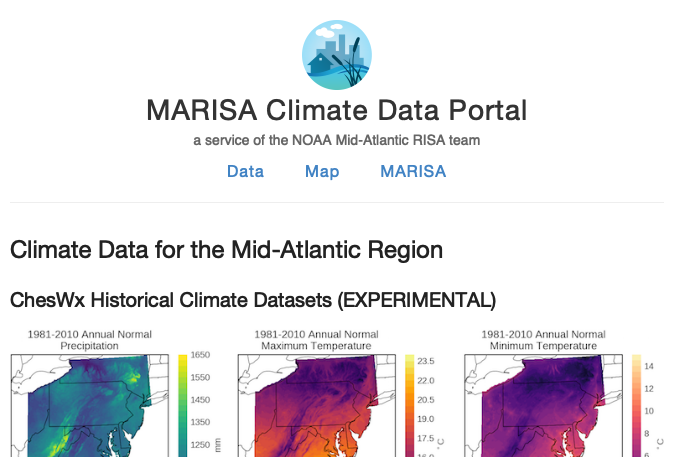 MARISA Climate Data Portal
a service of the NOAA Mid-Atlantic RISA team
Data Map MARISA
Climate Data for the Mid-Atlantic Region
ChesWx Historical Climate Datasets (EXPERIMENTAL)
1981-2010 Annual Normal
Precipitation
1650
1550
1450
1350
1250
mm
1981-2010 Annual Normal
Maximum Temperature
23.5
22.0
20.5
19.0
17.5
°C
1981-2010 Annual Normal
Minimum Temperature
14
12
10
8
°C